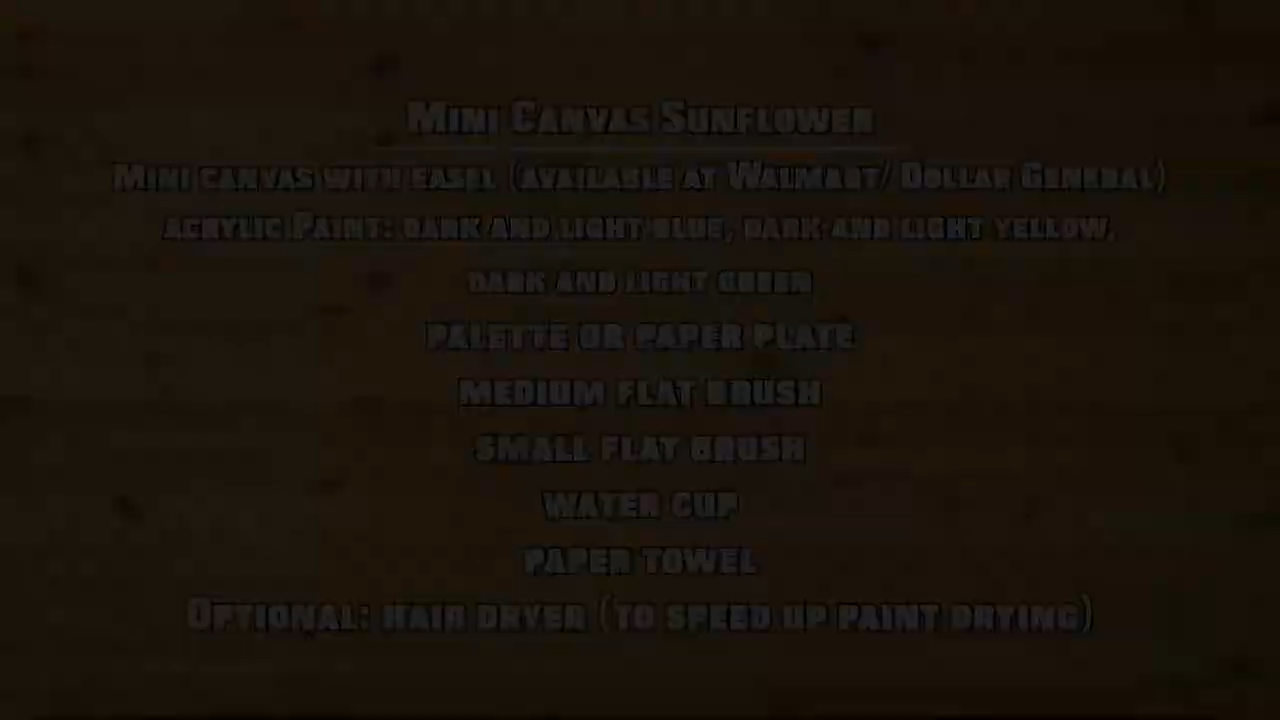 Mini Canvas Sunflower
Mini canvas with easel (available at Walmart/ Dollar General)
acrylic Paint: dark and light blue, dark and light yellow,
dark and light green
palette or paper plate
medium flat brush
small flat brush
water cup
paper towel
Optional: hair dryer (to speed up paint drying)